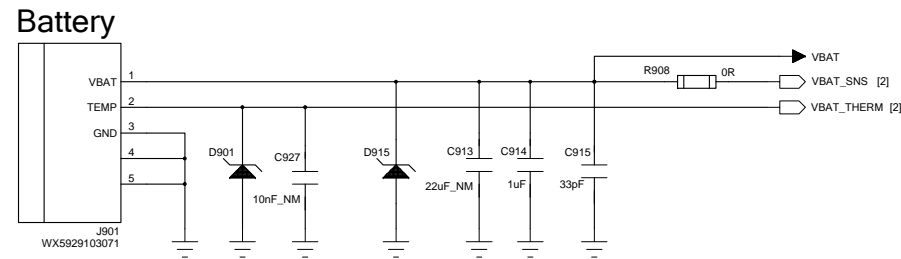 Battery
VBAT
R908 0R
VBAT 1
VBAT_SNS [2]
TEMP 2
VBAT_THERM [2]
GND 3
4
5
D901
C927
10nF_NM
D915
C913
22uF_NM
C914
1uF
C915
33pF
J901
WX5929103071